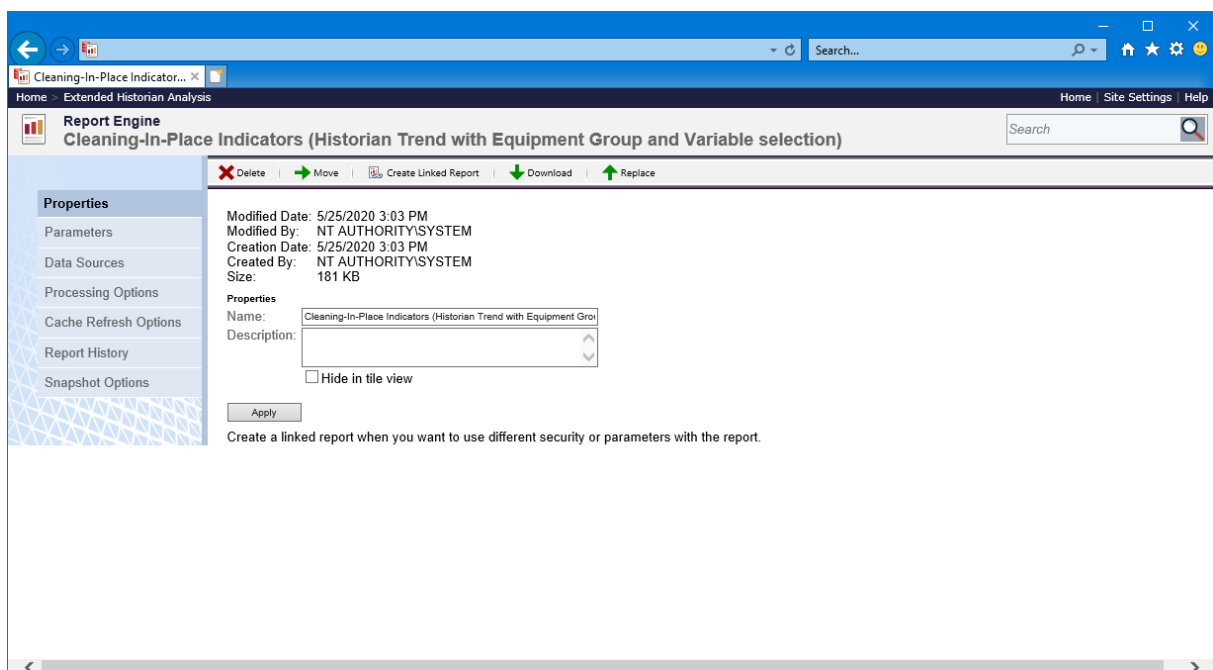 Search...
Cleaning-In-Place Indicator...
Home > Extended Historian Analysis
Home | Site Settings | Help
Report Engine
Cleaning-In-Place Indicators (Historian Trend with Equipment Group and Variable selection)
Search
Delete | Move | Create Linked Report | Download | Replace
Properties
Parameters
Data Sources
Processing Options
Cache Refresh Options
Report History
Snapshot Options
Modified Date: 5/25/2020 3:03 PM
Modified By: NT AUTHORITY\SYSTEM
Creation Date: 5/25/2020 3:03 PM
Created By: NT AUTHORITY\SYSTEM
Size: 181 KB
Properties
Name: Cleaning-In-Place Indicators (Historian Trend with Equipment Gro
Description:
Hide in tile view
Apply
Create a linked report when you want to use different security or parameters with the report.